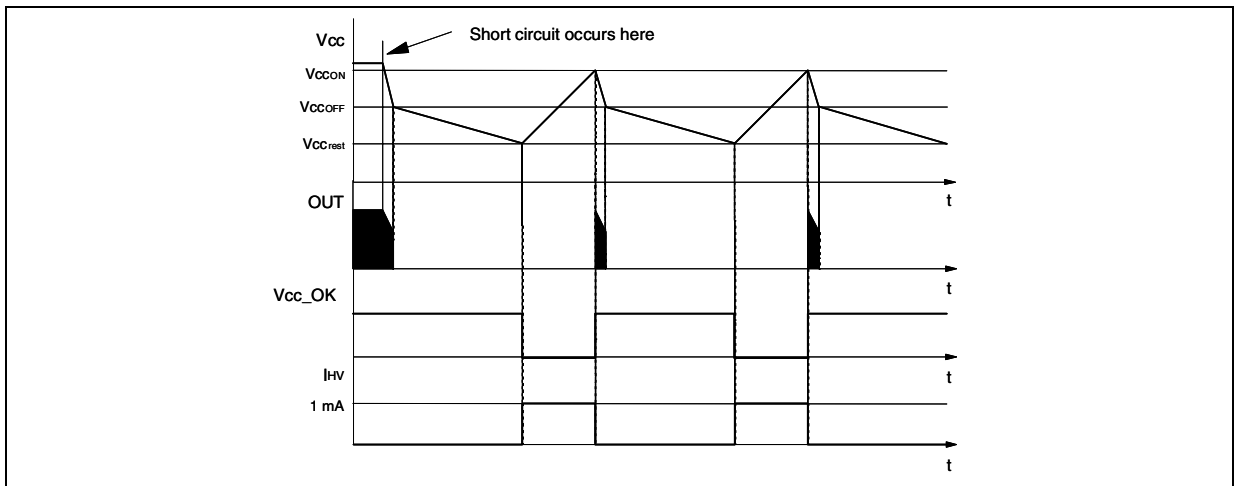 Vcc
Short circuit occurs here
VccON
VccOFF
Vccrest
t
OUT
t
Vcc_OK
t
IHV
1 mA
t